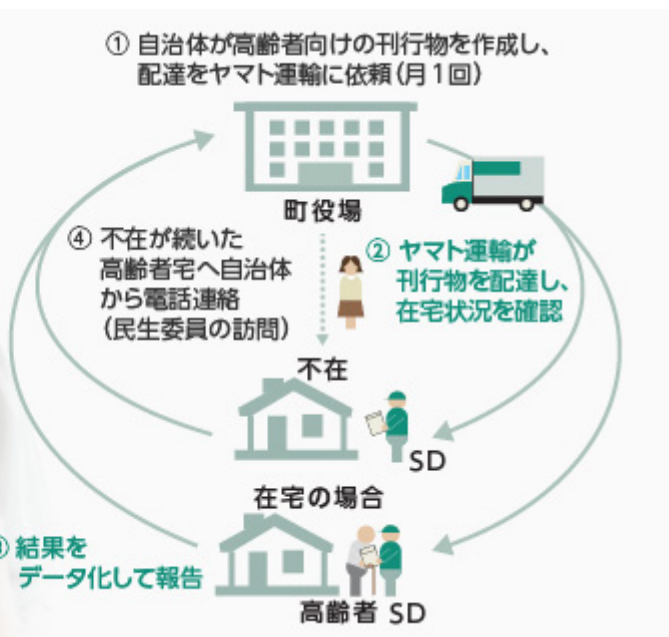 ① 自治体が高齢者向けの刊行物を作成し、
配達をヤマト運輸に依頼(月1回)
町役場
④ 不在が続いた
高齢者宅へ自治体
から電話連絡
(民生委員の訪問)
② ヤマト運輸が
刊行物を配達し、
在宅状況を確認
不在
SD
在宅の場合
結果を
データ化して報告
高齢者 SD